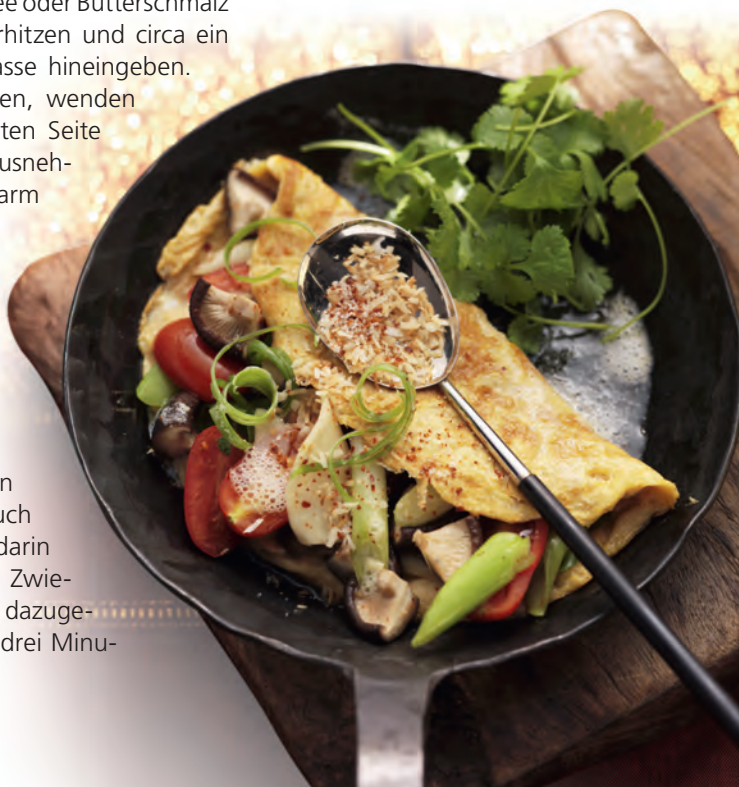 ee oder Butterschmalz
rhitzen und circa ein
asse hineingeben.
en, wenden
ten Seite
usneh-
arm
n
uch
darin
Zwie-
dazuge-
drei Minu-